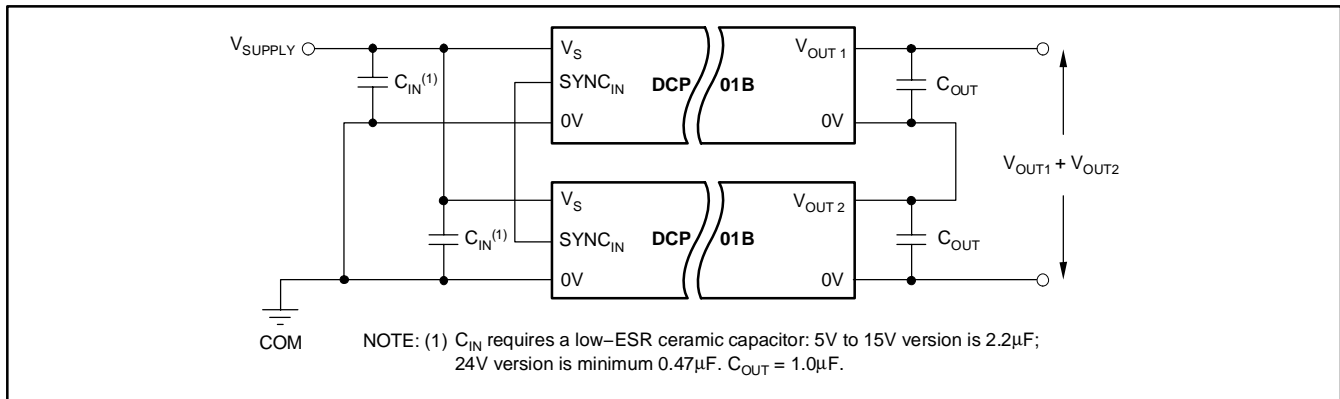 V_SUPPLY
C_IN(1)
V_S
SYNC_IN
0V
DCP 01B
V_OUT 1
0V
C_OUT
V_OUT1 + V_OUT2
C_IN(1)
V_S
SYNC_IN
0V
DCP 01B
V_OUT 2
0V
C_OUT
COM
NOTE: (1) C_IN requires a low−ESR ceramic capacitor: 5V to 15V version is 2.2μF;
24V version is minimum 0.47μF. C_OUT = 1.0μF.